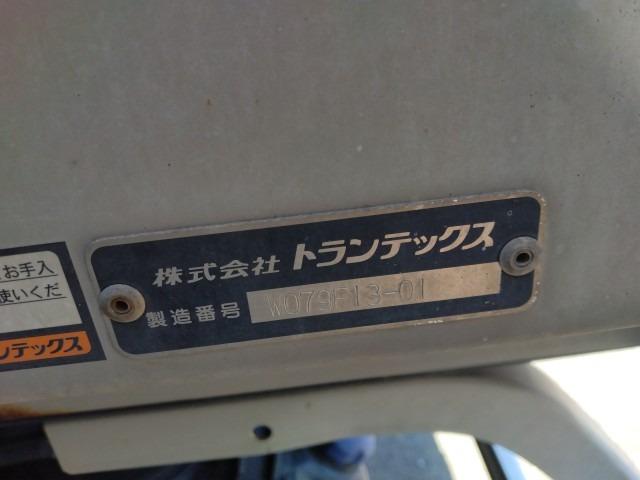 お手入
使いくだ
ンテックス
株式会社 トランテックス
製造番号 W079F13-01